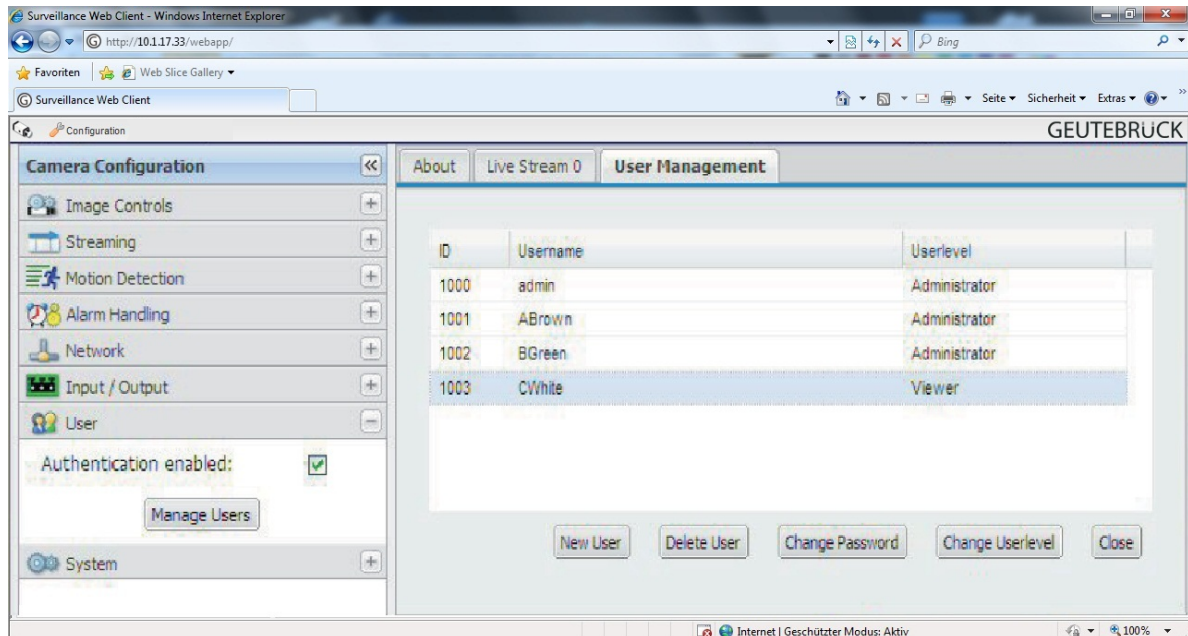 Surveillance Web Client - Windows Internet Explorer
http://10.1.17.33/webapp/
Bing
Favoriten
Web Slice Gallery
Surveillance Web Client
Seite
Sicherheit
Extras
Configuration
GEUTEBRÜCK
Camera Configuration
Image Controls
Streaming
Motion Detection
Alarm Handling
Network
Input / Output
User
Authentication enabled:
Manage Users
System
About
Live Stream 0
User Management
ID Username Userlevel
1000 admin Administrator
1001 ABrown Administrator
1002 BGreen Administrator
1003 CWhite Viewer
New User
Delete User
Change Password
Change Userlevel
Close
Internet | Geschützter Modus: Aktiv
100%